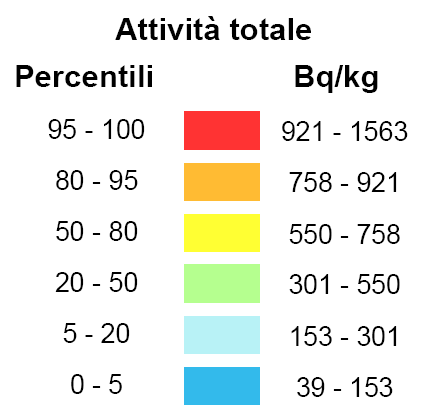 Attività totale
Percentili Bq/kg
95 - 100 921 - 1563
80 - 95 758 - 921
50 - 80 550 - 758
20 - 50 301 - 550
5 - 20 153 - 301
0 - 5 39 - 153